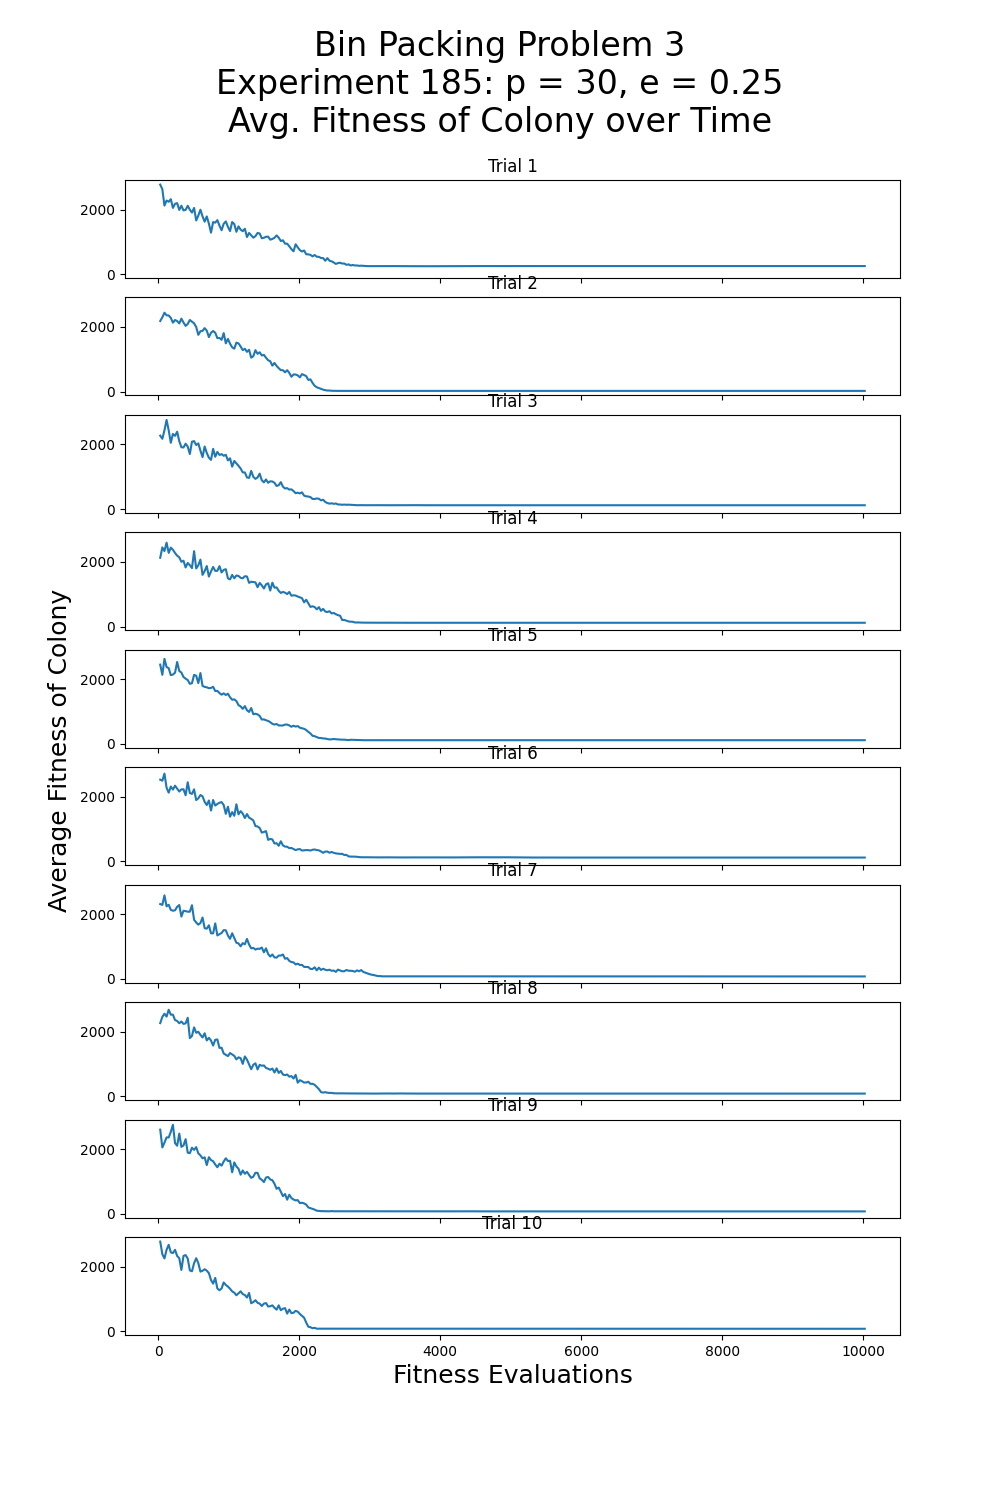 Bin Packing Problem 3
Experiment 185: p = 30, e = 0.25
Avg. Fitness of Colony over Time
Trial 1
2000
0
Trial 2
2000
0
Trial 3
2000
0
Trial 4
2000
0
Trial 5
2000
0
Trial 6
2000
0
Trial 7
2000
0
Trial 8
2000
0
Trial 9
2000
0
Trial 10
2000
0
0 2000 4000 6000 8000 10000
Fitness Evaluations
Average Fitness of Colony